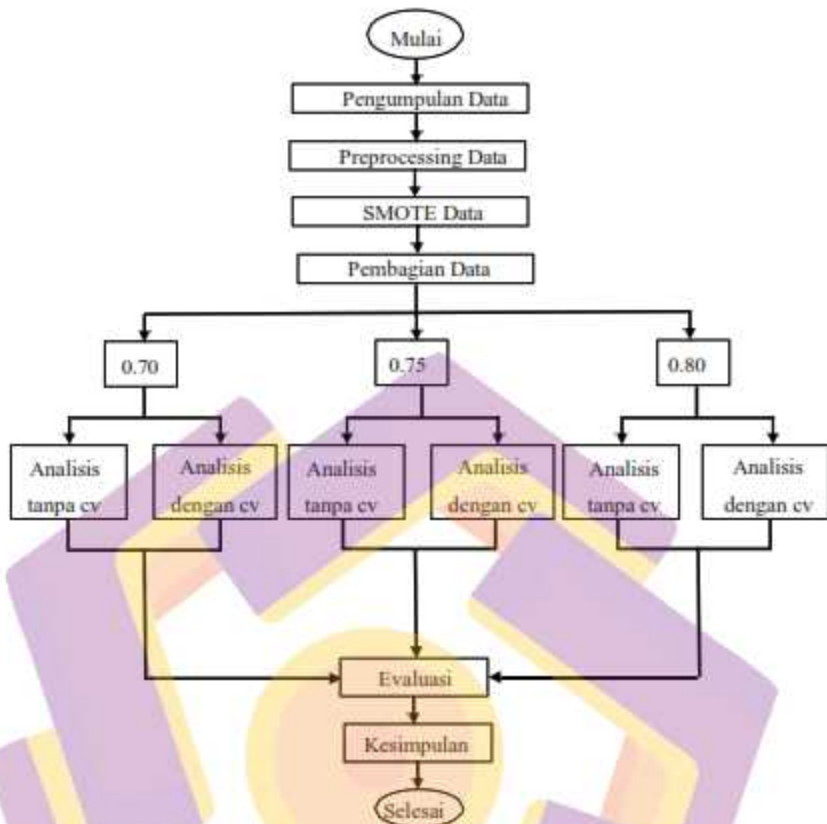 Mulai
Pengumpulan Data
Preprocessing Data
SMOTE Data
Pembagian Data
0.70
0.75
0.80
Analisis
tanpa cv
Analisis
dengan cv
Analisis
tanpa cv
Analisis
dengan cv
Analisis
tanpa cv
Analisis
dengan cv
Evaluasi
Kesimpulan
Selesai